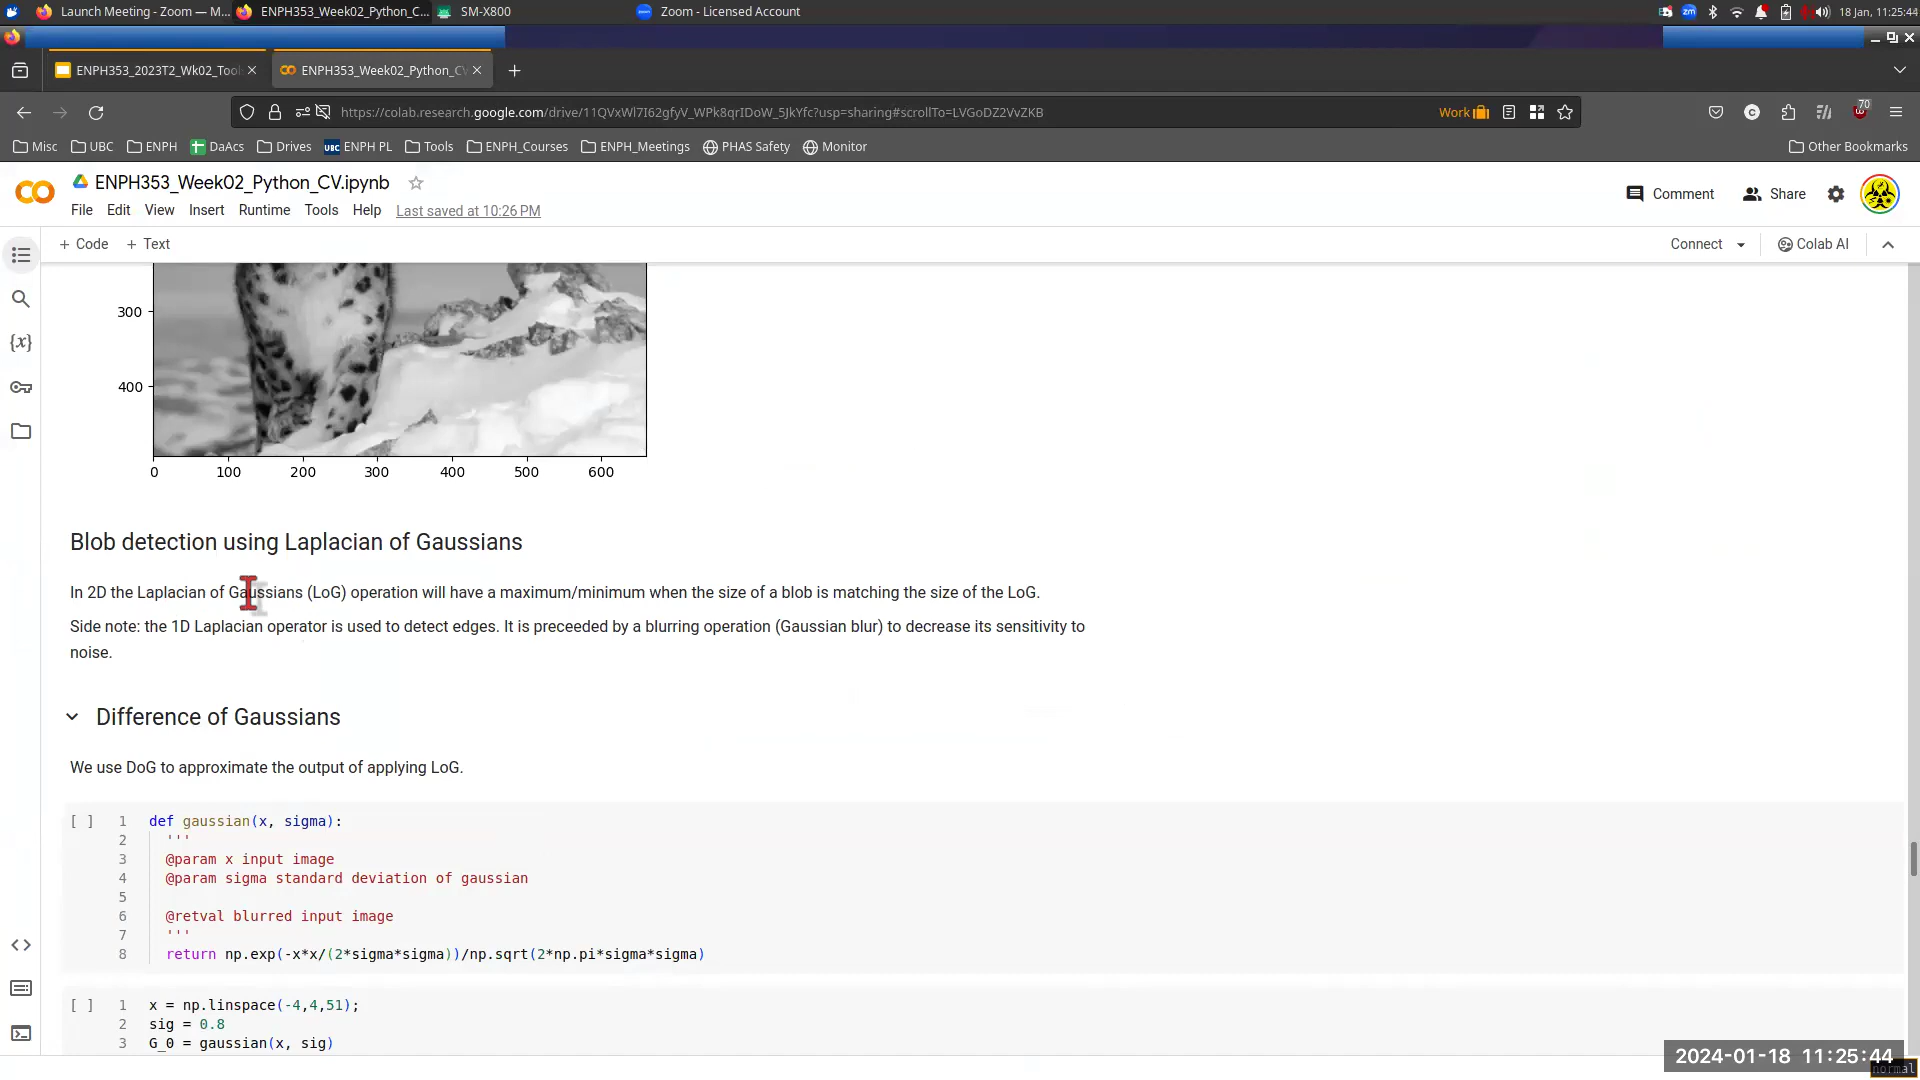 Launch Meeting - Zoom — M...
ENPH353_Week02_Python_C...
SM-X800
Zoom - Licensed Account
zm
18 Jan, 11:25:44
ENPH353_2023T2_Wk02_Tool
ENPH353_Week02_Python_CV
https://colab.research.google.com/drive/11QVxWl7I62gfyV_WPk8qrIDoW_5JkYfc?usp=sharing#scrollTo=LVGoDZ2VvZKB
Work
70
Misc
UBC
ENPH
DaAcs
Drives
UBC ENPH PL
Tools
ENPH_Courses
ENPH_Meetings
PHAS Safety
Monitor
Other Bookmarks
ENPH353_Week02_Python_CV.ipynb
Comment
Share
File Edit View Insert Runtime Tools Help Last saved at 10:26 PM
+ Code + Text
Connect
Colab AI
{x}
300
400
0 100 200 300 400 500 600
Blob detection using Laplacian of Gaussians
In 2D the Laplacian of Gaussians (LoG) operation will have a maximum/minimum when the size of a blob is matching the size of the LoG.
Side note: the 1D Laplacian operator is used to detect edges. It is preceeded by a blurring operation (Gaussian blur) to decrease its sensitivity to
noise.
Difference of Gaussians
We use DoG to approximate the output of applying LoG.
[ ] 1 def gaussian(x, sigma):
2 '''
3 @param x input image
4 @param sigma standard deviation of gaussian
5
6 @retval blurred input image
7 '''
8 return np.exp(-x*x/(2*sigma*sigma))/np.sqrt(2*np.pi*sigma*sigma)
[ ] 1 x = np.linspace(-4,4,51);
2 sig = 0.8
3 G_0 = gaussian(x, sig)
2024-01-18 11:25:44
normal